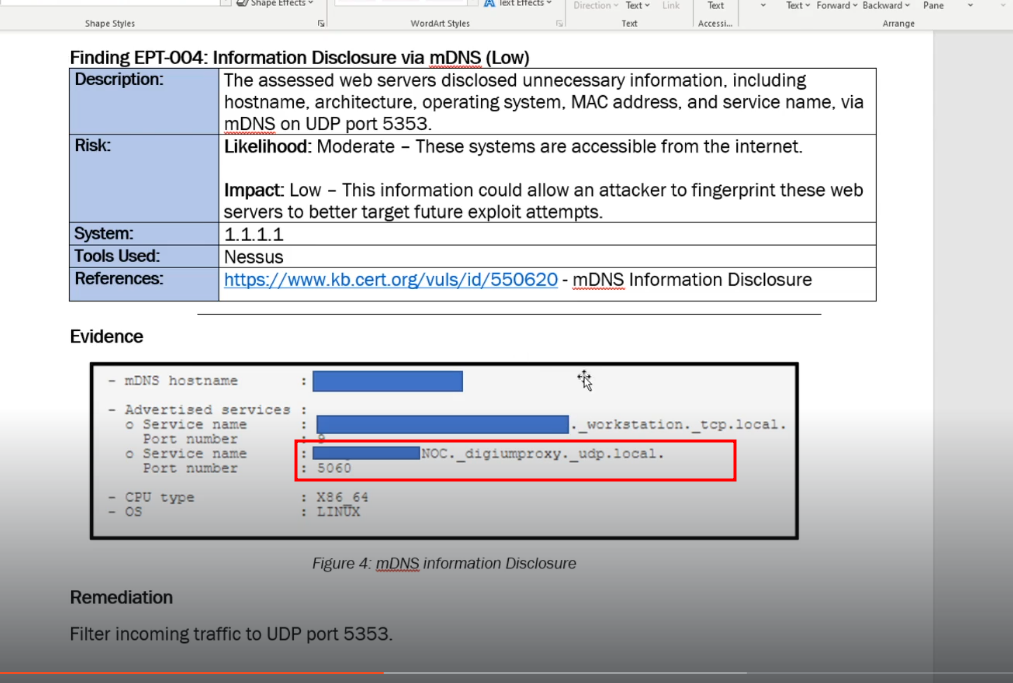 Shape Effects
Text Effects
Direction
Text
Link
Text
Text
Forward
Backward
Pane
Shape Styles
WordArt Styles
Text
Accessi...
Arrange
Finding EPT-004: Information Disclosure via mDNS (Low)
Description:
The assessed web servers disclosed unnecessary information, including
hostname, architecture, operating system, MAC address, and service name, via
mDNS on UDP port 5353.
Risk:
Likelihood: Moderate – These systems are accessible from the internet.
Impact: Low – This information could allow an attacker to fingerprint these web
servers to better target future exploit attempts.
System:
1.1.1.1
Tools Used:
Nessus
References:
https://www.kb.cert.org/vuls/id/550620 - mDNS Information Disclosure
Evidence
- mDNS hostname :
- Advertised services :
o Service name : ._workstation._tcp.local.
Port number : 9
o Service name : NOC._digiumproxy._udp.local.
Port number : 5060
- CPU type : X86_64
- OS : LINUX
Figure 4: mDNS information Disclosure
Remediation
Filter incoming traffic to UDP port 5353.